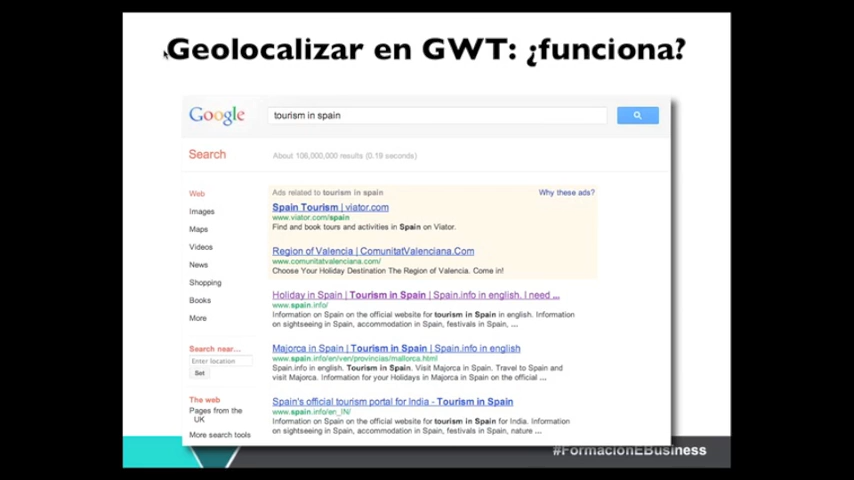 Geolocalizar en GWT: ¿funciona?
Google
tourism in spain
Search
About 106,000,000 results (0.19 seconds)
Web
Images
Maps
Videos
News
Shopping
Books
More
Search near...
Enter location
Set
The web
Pages from the
UK
More search tools
Ads related to tourism in spain
Why these ads?
Spain Tourism | viator.com
www.viator.com/spain
Find and book tours and activities in Spain on Viator.
Region of Valencia | ComunitatValenciana.Com
www.comunitatvalenciana.com/
Choose Your Holiday Destination The Region of Valencia. Come in!
Holiday in Spain | Tourism in Spain | Spain.info in english. I need ...
www.spain.info/
Information on Spain on the official website for tourism in Spain in english. Information
on sightseeing in Spain, accommodation in Spain, festivals in Spain, ...
Majorca in Spain | Tourism in Spain | Spain.info in english
www.spain.info/en/ven/provincias/mallorca.html
Spain.info in english. Tourism in Spain. Visit Majorca. Travel to Spain and
visit Majorca. Information for your Holidays in Majorca on the official ...
Spain's official tourism portal for India - Tourism in Spain
www.spain.info/en_IN/
Information on Spain on the official website for tourism in Spain for India. Information
on sightseeing in Spain, accommodation in Spain, festivals in Spain, nature ...
#FormacionEBusiness